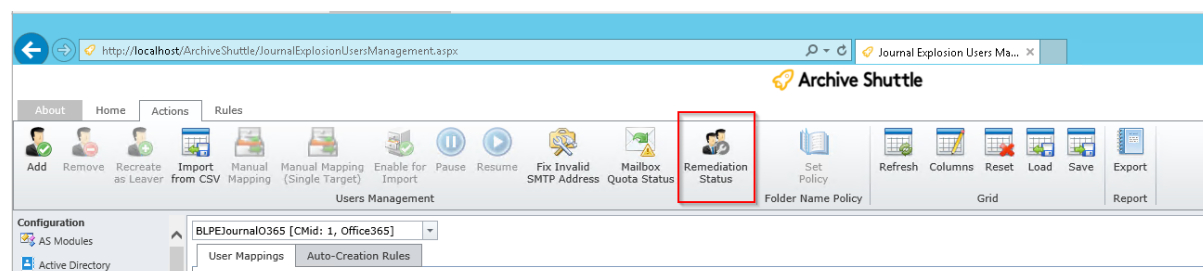 http://localhost/ArchiveShuttle/JournalExplosionUsersManagement.aspx
Journal Explosion Users Ma...
Archive Shuttle
About Home Actions Rules
Add Remove Recreate as Leaver Import from CSV Manual Mapping Manual Mapping (Single Target) Enable for Import Pause Resume Fix Invalid SMTP Address Mailbox Quota Status Remediation Status Set Policy Refresh Columns Reset Load Save Export
Users Management Folder Name Policy Grid Report
Configuration
AS Modules
Active Directory
BLPEJournalO365 [CMid: 1, Office365]
User Mappings Auto-Creation Rules